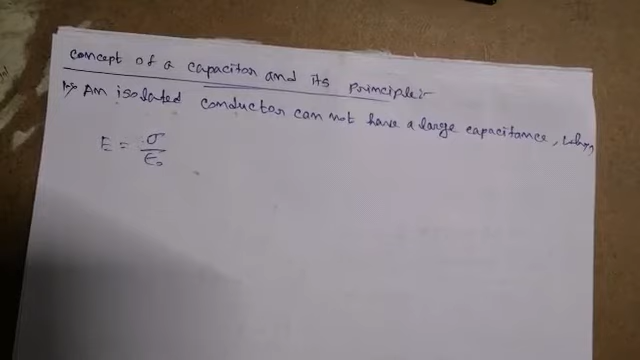 concept of a capacitor and its principle:-
1→ An isolated conductor can not have a large capacitance, why,
E = σ/ε₀